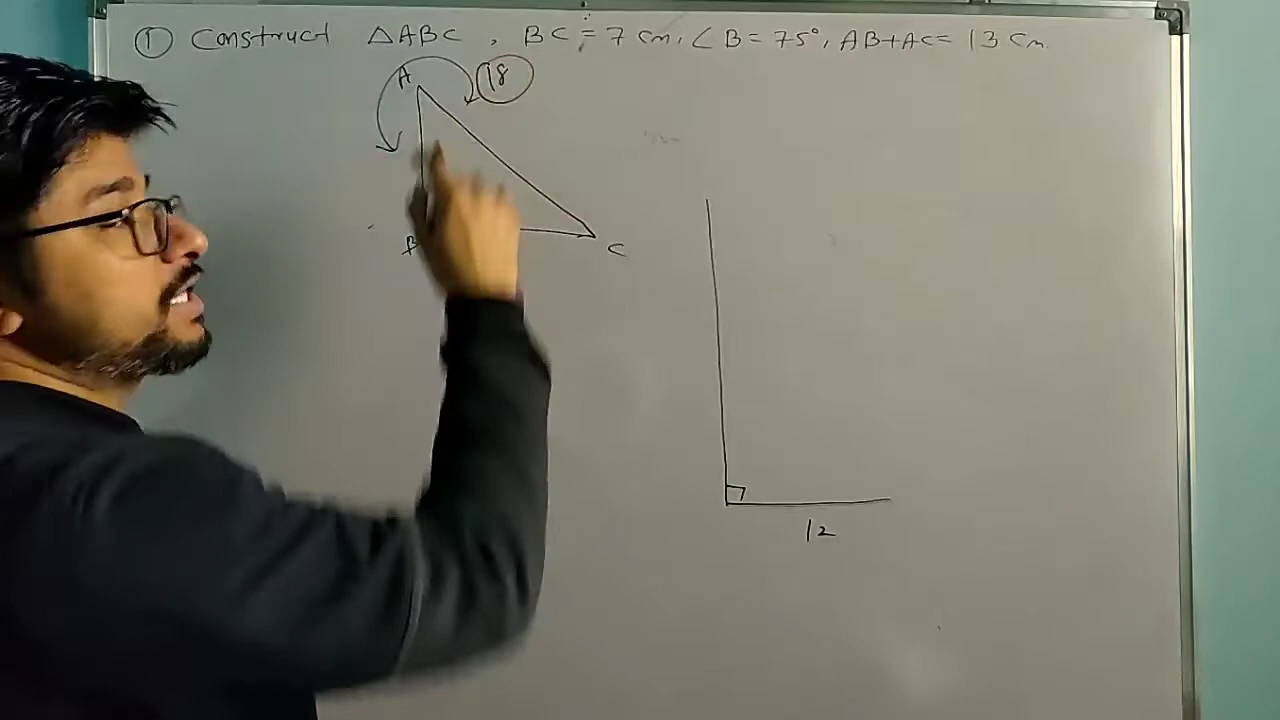 ① Construct △ABC, BC = 7 cm, ∠B = 75°, AB+AC = 13 cm
A 18
B C
12